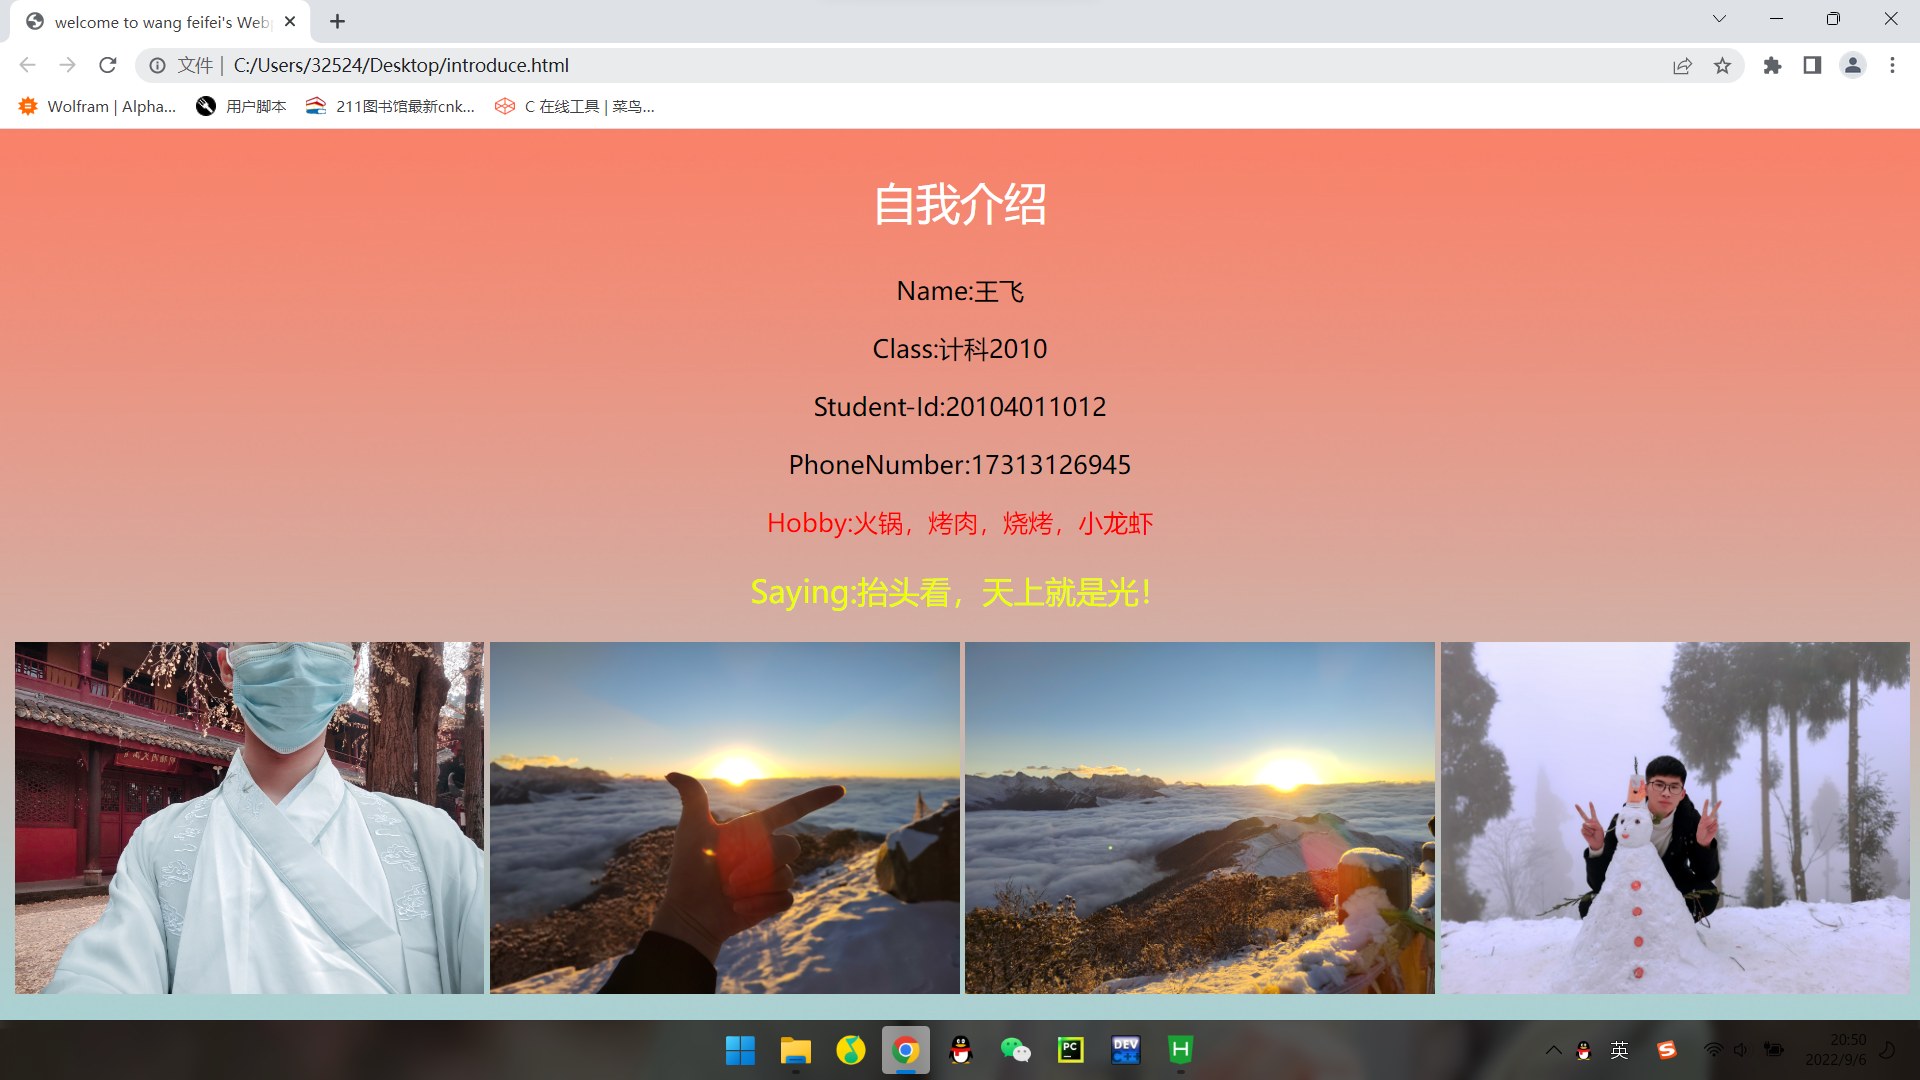 welcome to wang feifei's Web
文件 | C:/Users/32524/Desktop/introduce.html
Wolfram | Alpha... 用户脚本 211图书馆最新cnk... C 在线工具 | 菜鸟...
自我介绍
Name:王飞
Class:计科2010
Student-Id:20104011012
PhoneNumber:17313126945
Hobby:火锅，烤肉，烧烤，小龙虾
Saying:抬头看，天上就是光！
PC DEV C++ H 英 S 20:50
2022/9/6